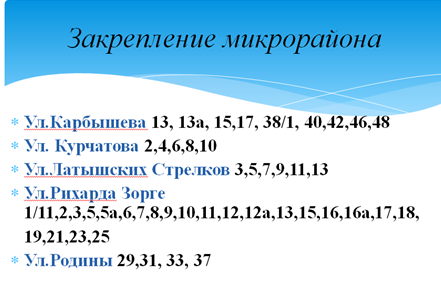 Закрепление микрорайона
Ул.Карбышева 13, 13а, 15,17, 38/1, 40,42,46,48
Ул. Курчатова 2,4,6,8,10
Ул..Латышских Стрелков 3,5,7,9,11,13
Ул.Рихарда Зорге
1/11,2,3,5,5а,6,7,8,9,10,11,12,12а,13,15,16,16а,17,18,
19,21,23,25
Ул.Родины 29,31, 33, 37